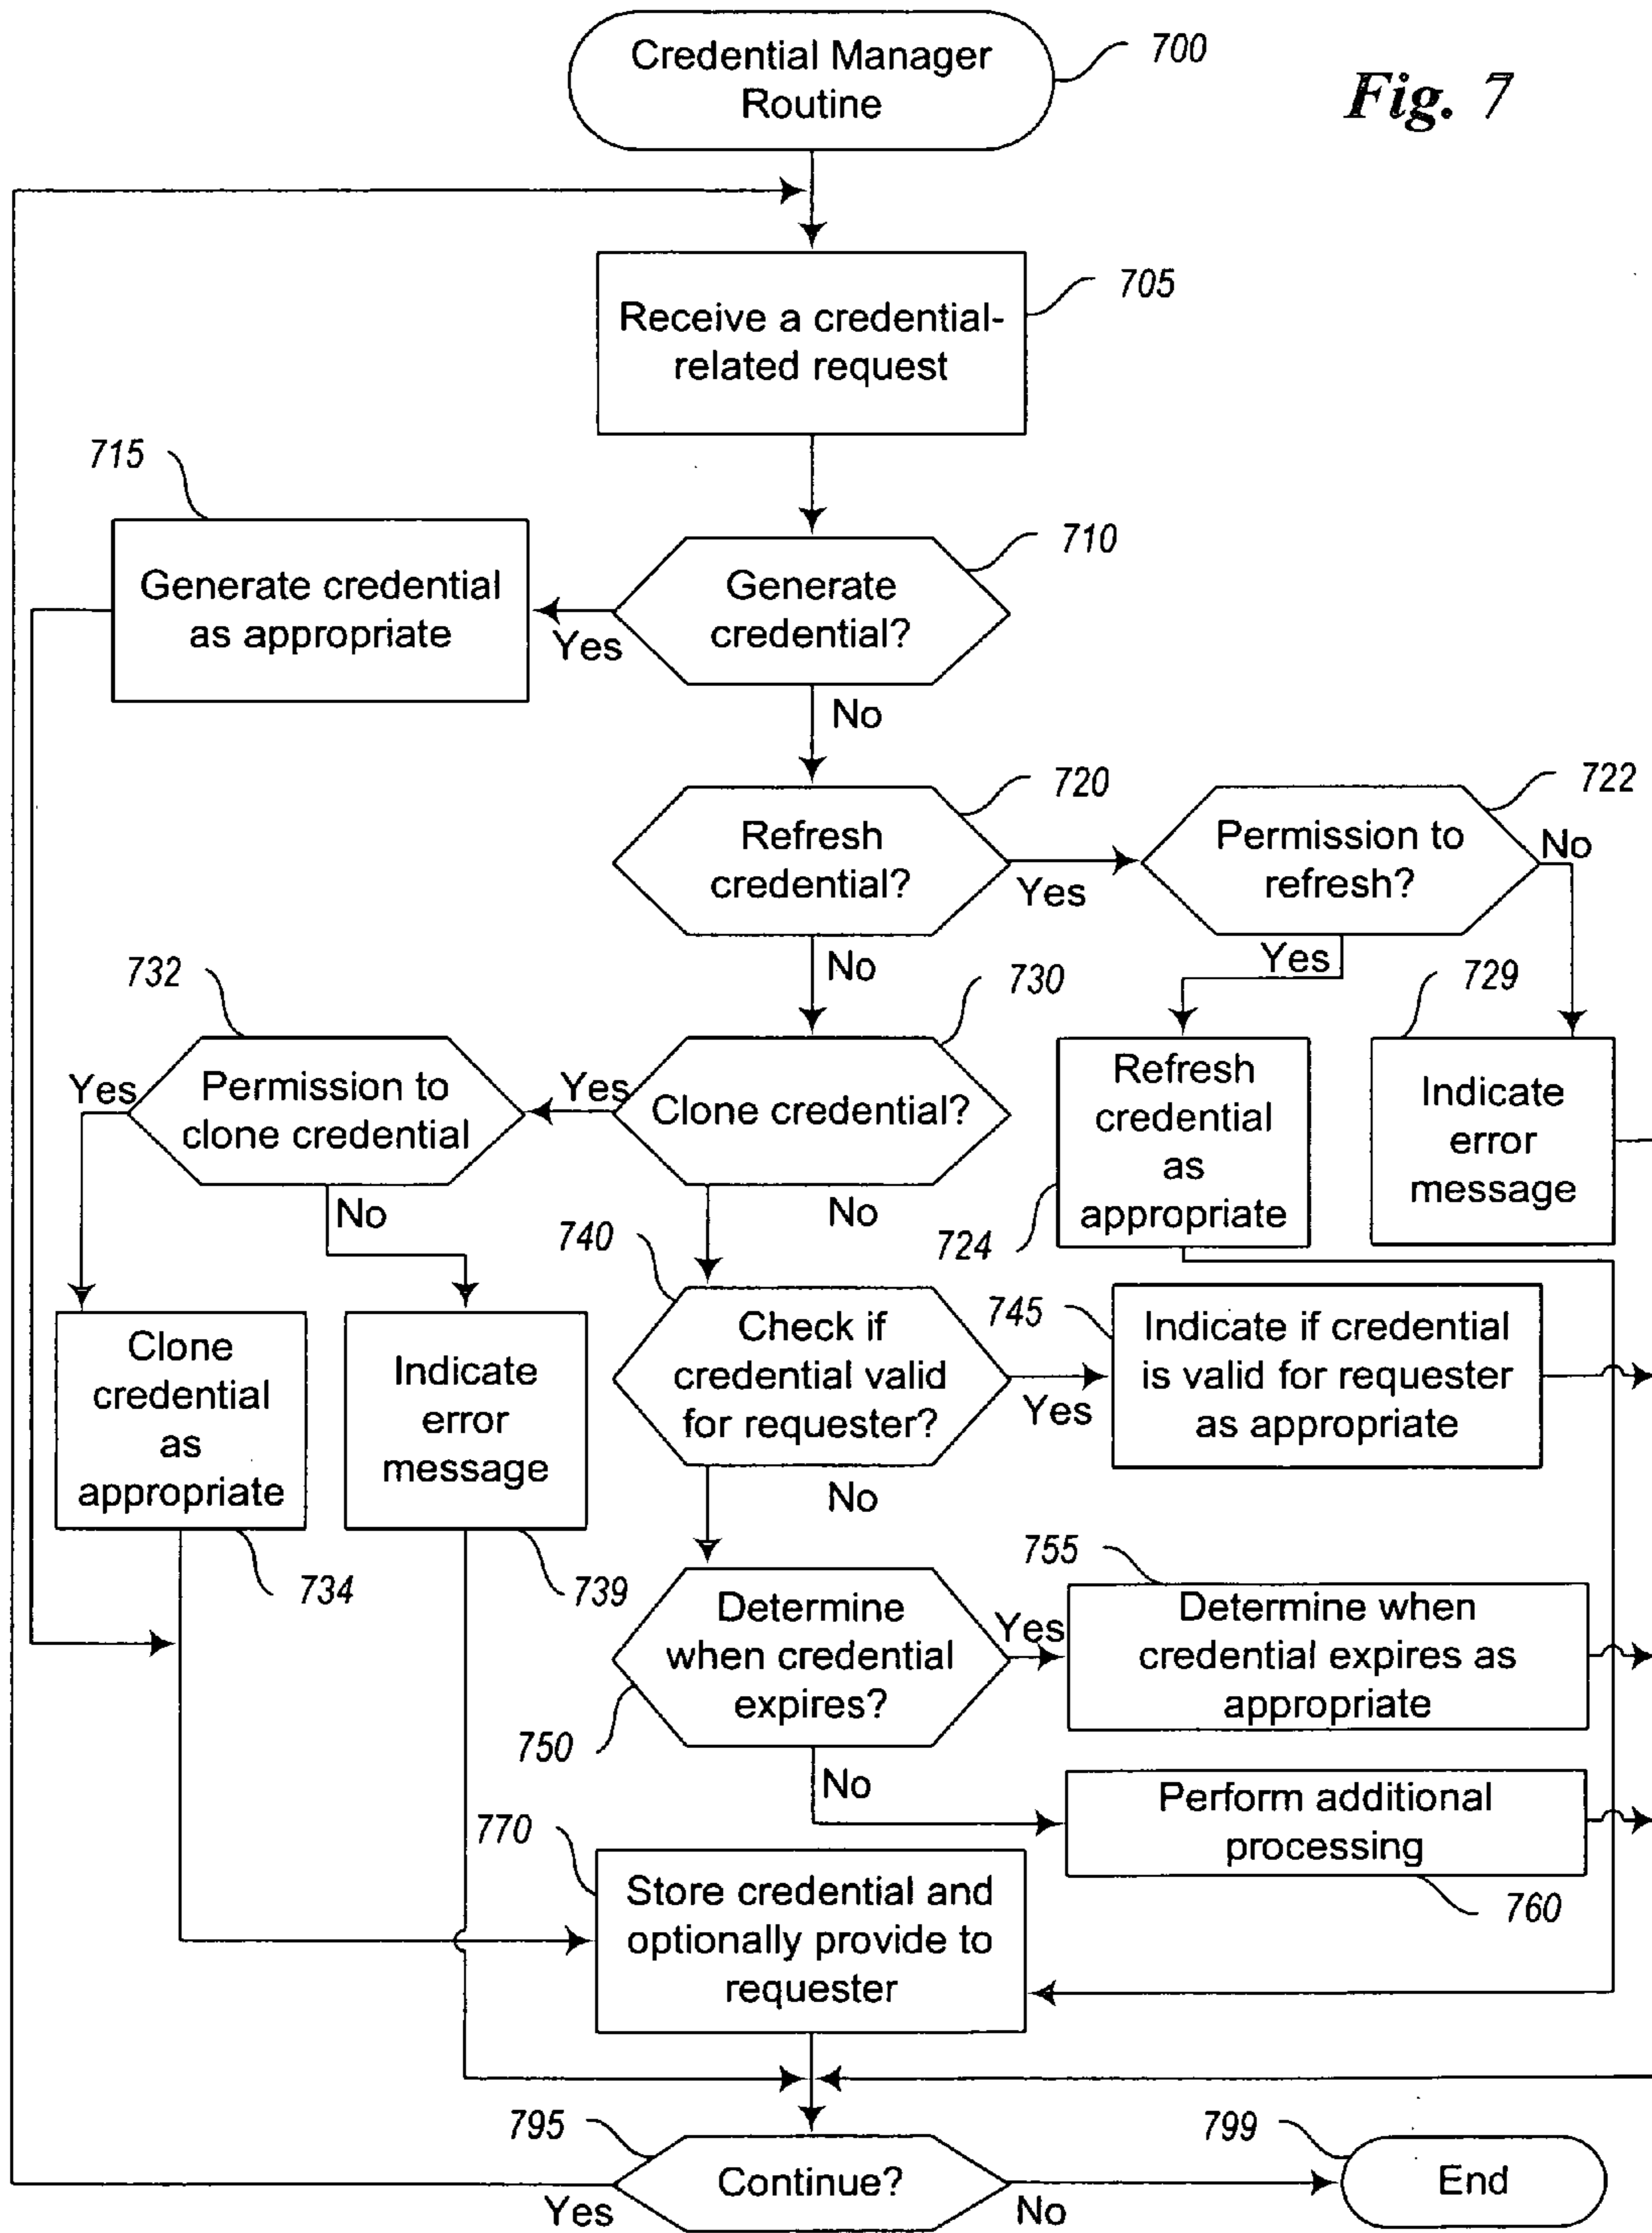 Credential Manager
Routine
700
Fig. 7
Receive a credential-
related request
705
715
Generate credential
as appropriate
Yes
Generate
credential?
710
No
Refresh
credential?
720
Yes
Permission to
refresh?
722
No
Yes
No
732
730
729
Permission to
clone credential
Yes
Yes
Clone credential?
Refresh
credential
as
appropriate
724
Indicate
error
message
No
No
740
Clone
credential
as
appropriate
734
Indicate
error
message
739
Check if
credential valid
for requester?
Yes
745
Indicate if credential
is valid for requester
as appropriate
No
Determine
when credential
expires?
750
Yes
755
Determine when
credential expires as
appropriate
No
Perform additional
processing
760
770
Store credential and
optionally provide to
requester
795
Continue?
Yes
No
799
End